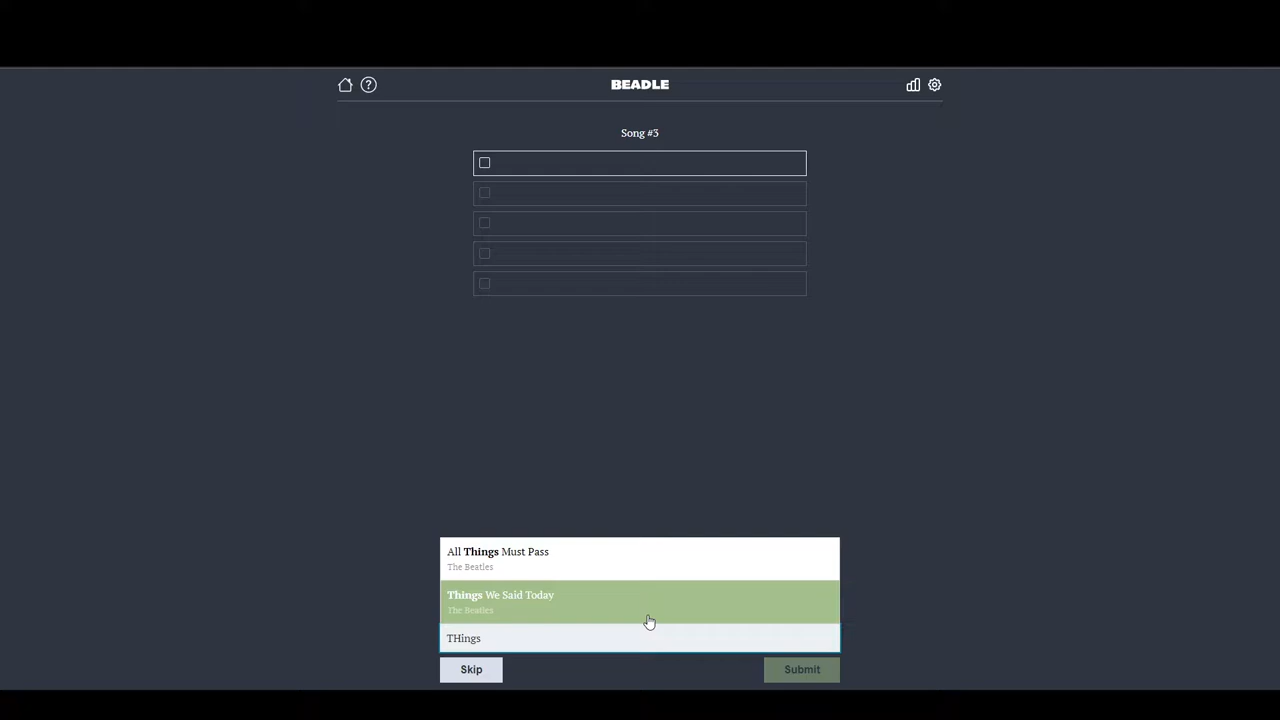 BEADLE
Song #3
All Things Must Pass
The Beatles
Things We Said Today
The Beatles
THings
Skip
Submit